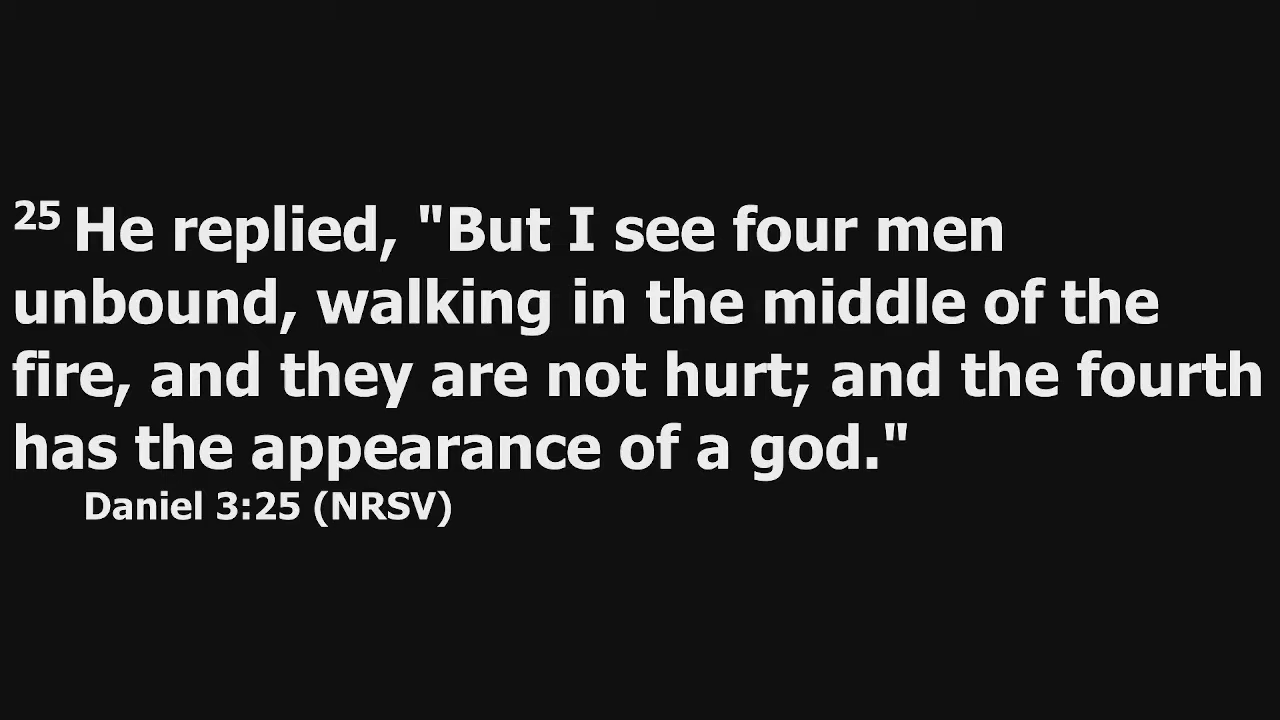 25 He replied, "But I see four men
unbound, walking in the middle of the
fire, and they are not hurt; and the fourth
has the appearance of a god."
Daniel 3:25 (NRSV)